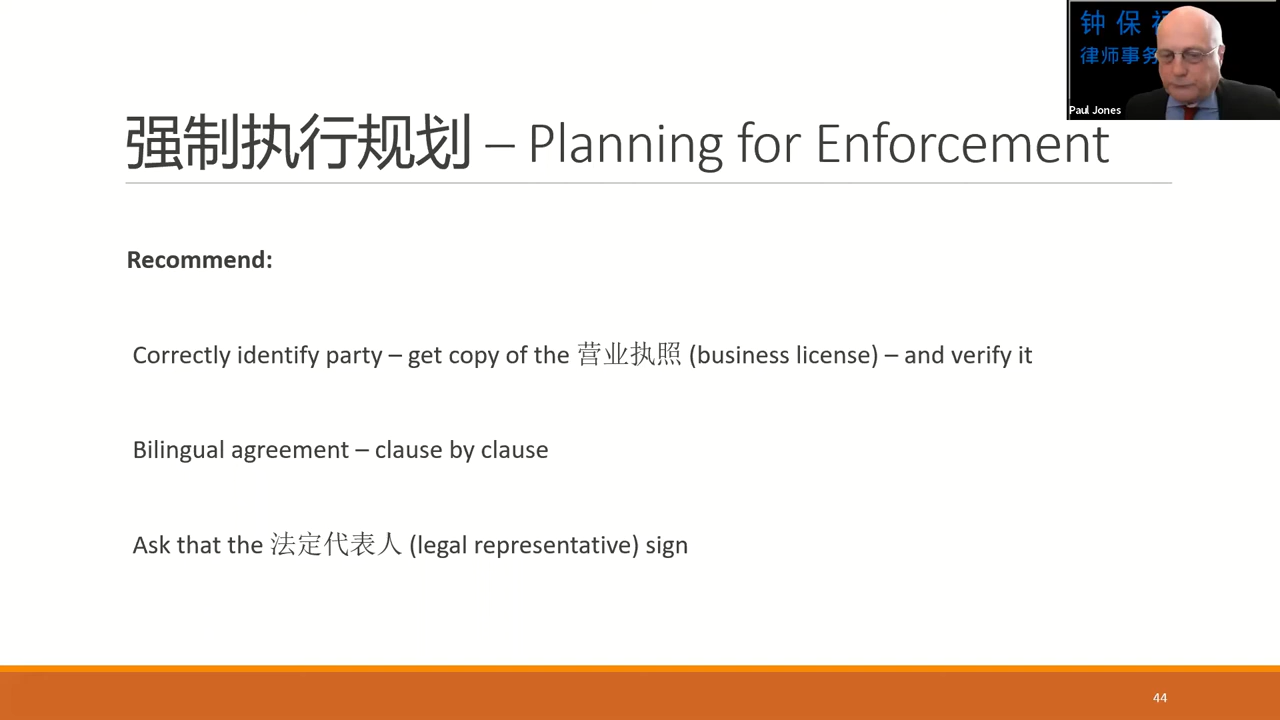 钟保
律师事务
Paul Jones
强制执行规划 – Planning for Enforcement
Recommend:
Correctly identify party – get copy of the 营业执照 (business license) – and verify it
Bilingual agreement – clause by clause
Ask that the 法定代表人 (legal representative) sign
44